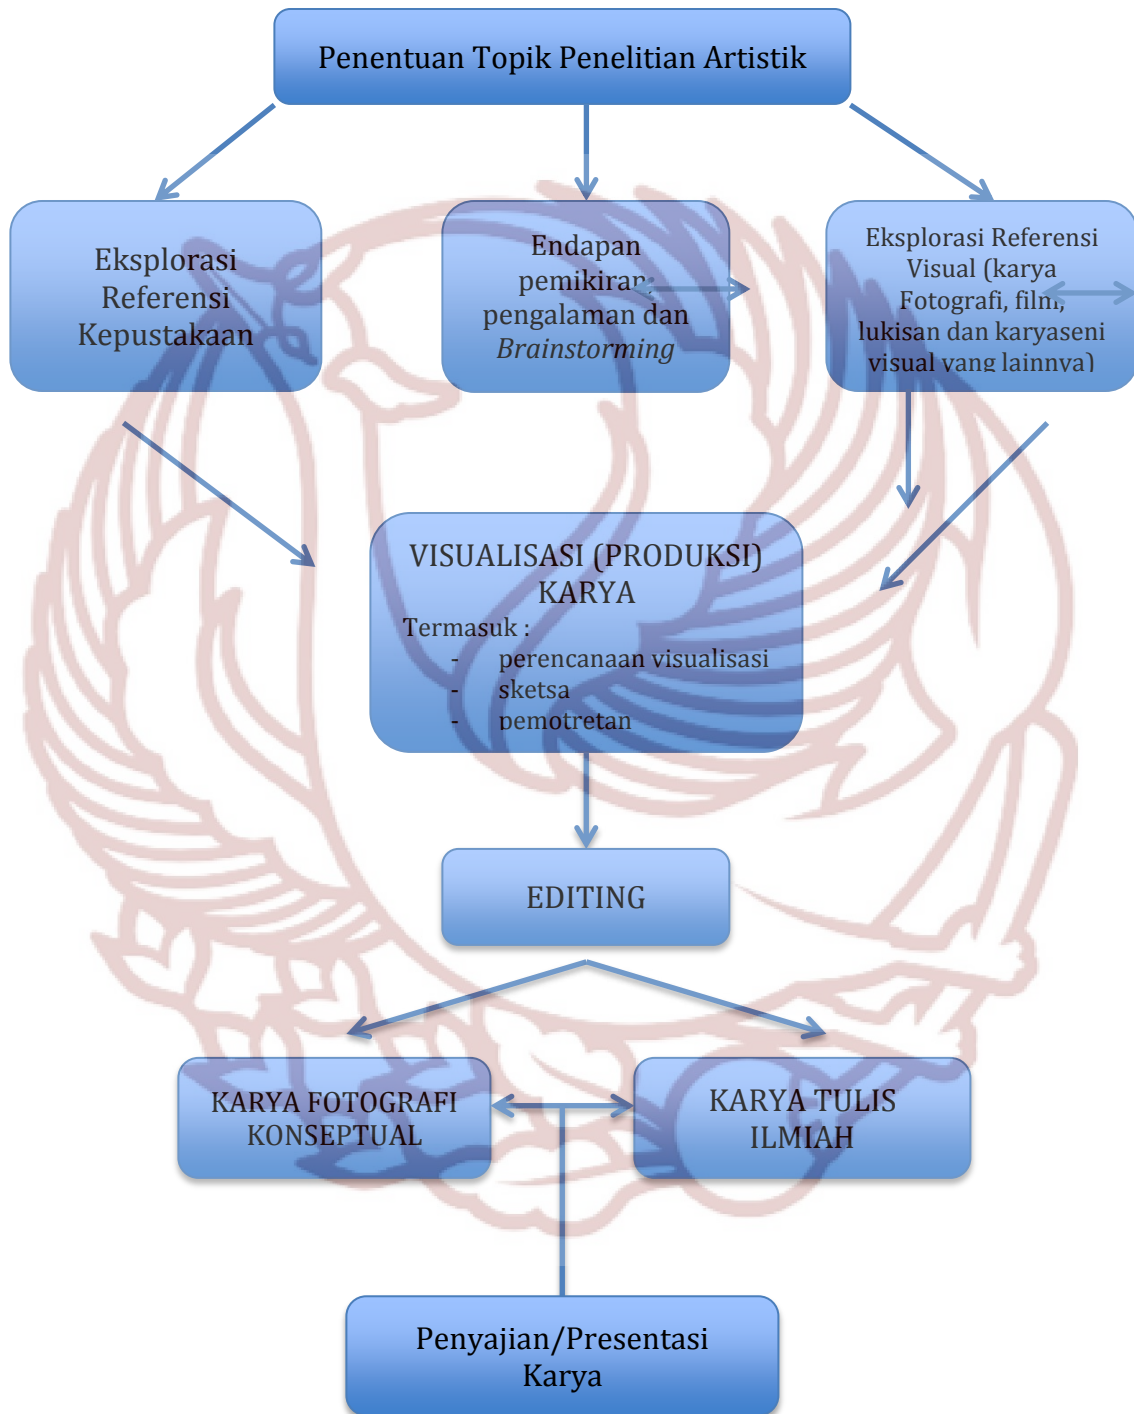 Penentuan Topik Penelitian Artistik
Eksplorasi
Referensi
Kepustakaan
Endapan
pemikiran,
pengalaman dan
Brainstorming
Eksplorasi Referensi
Visual (karya
Fotografi, film,
lukisan dan karyaseni
visual yang lainnya)
VISUALISASI (PRODUKSI)
KARYA
Termasuk :
- perencanaan visualisasi
- sketsa
- pemotretan
EDITING
KARYA FOTOGRAFI
KONSEPTUAL
KARYA TULIS
ILMIAH
Penyajian/Presentasi
Karya